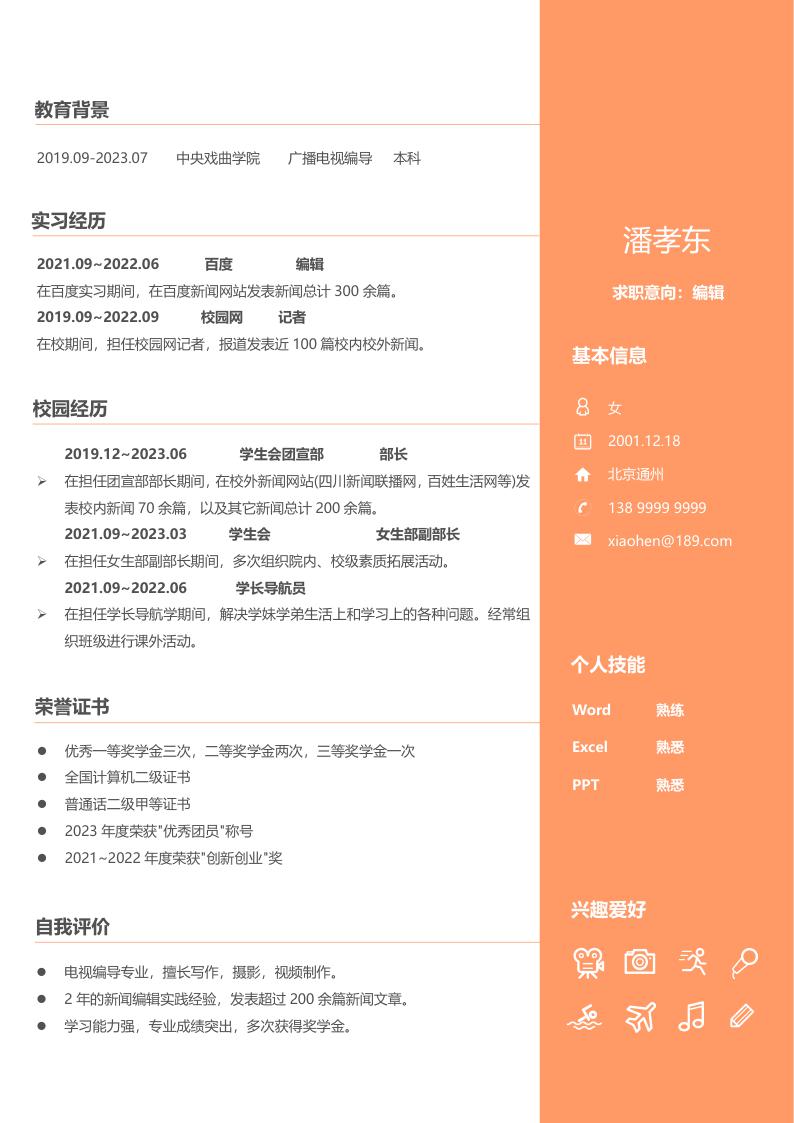 教育背景
2019.09-2023.07 中央戏曲学院 广播电视编导 本科
实习经历
2021.09~2022.06 百度 编辑
在百度实习期间，在百度新闻网站发表新闻总计 300 余篇。
2019.09~2022.09 校园网 记者
在校期间，担任校园网记者，报道发表近 100 篇校内校外新闻。
校园经历
2019.12~2023.06 学生会团宣部 部长
➢ 在担任团宣部部长期间，在校外新闻网站(四川新闻联播网，百姓生活网等)发
表校内新闻 70 余篇，以及其它新闻总计 200 余篇。
2021.09~2023.03 学生会 女生部副部长
➢ 在担任女生部副部长期间，多次组织院内、校级素质拓展活动。
2021.09~2022.06 学长导航员
➢ 在担任学长导航学期间，解决学妹学弟生活上和学习上的各种问题。经常组
织班级进行课外活动。
荣誉证书
● 优秀一等奖学金三次，二等奖学金两次，三等奖学金一次
● 全国计算机二级证书
● 普通话二级甲等证书
● 2023 年度荣获"优秀团员"称号
● 2021~2022 年度荣获"创新创业"奖
自我评价
● 电视编导专业，擅长写作，摄影，视频制作。
● 2 年的新闻编辑实践经验，发表超过 200 余篇新闻文章。
● 学习能力强，专业成绩突出，多次获得奖学金。
潘孝东
求职意向：编辑
基本信息
女
11 2001.12.18
北京通州
138 9999 9999
xiaohen@189.com
个人技能
Word 熟练
Excel 熟悉
PPT 熟悉
兴趣爱好